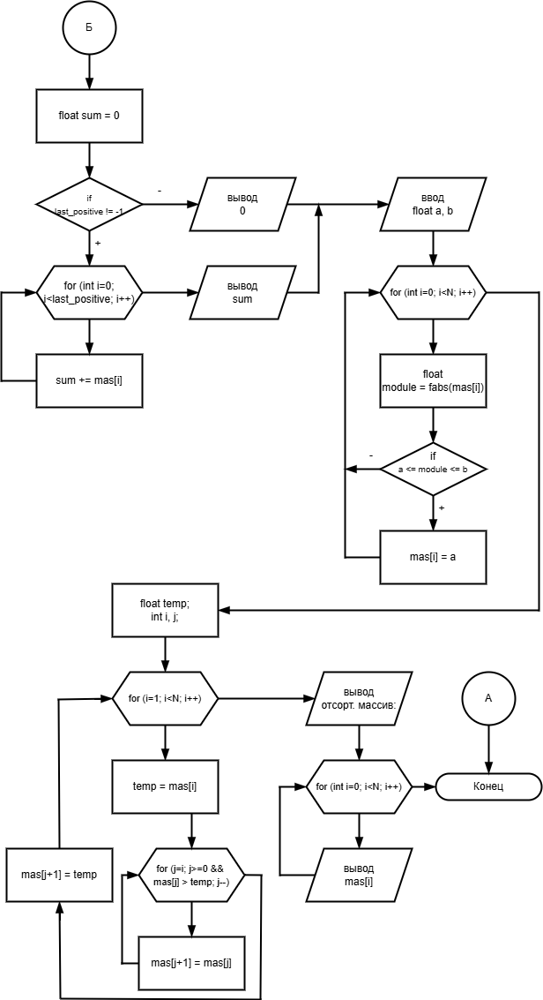 Б
float sum = 0
if
last_positive != -1
-
+
вывод
0
ввод
float a, b
for (int i=0;
i<last_positive; i++)
вывод
sum
for (int i=0; i<N; i++)
sum += mas[i]
float
module = fabs(mas[i])
if
a <= module <= b
-
+
mas[i] = a
float temp;
int i, j;
for (i=1; i<N; i++)
вывод
отсорт. массив:
А
temp = mas[i]
for (int i=0; i<N; i++)
Конец
mas[j+1] = temp
for (j=i; j>=0 &&
mas[j] > temp; j--)
вывод
mas[i]
mas[j+1] = mas[j]